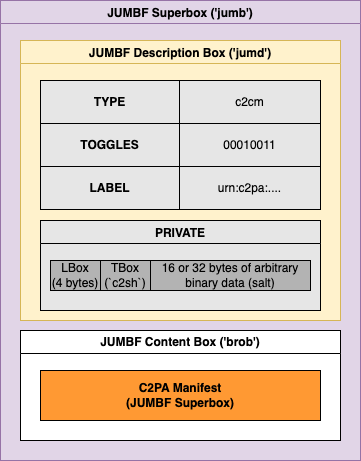 JUMBF Superbox ('jumb')
JUMBF Description Box ('jumd')
TYPE c2cm
TOGGLES 00010011
LABEL urn:c2pa:....
PRIVATE
LBox
(4 bytes)
TBox
(`c2sh`)
16 or 32 bytes of arbitrary
binary data (salt)
JUMBF Content Box ('brob')
C2PA Manifest
(JUMBF Superbox)